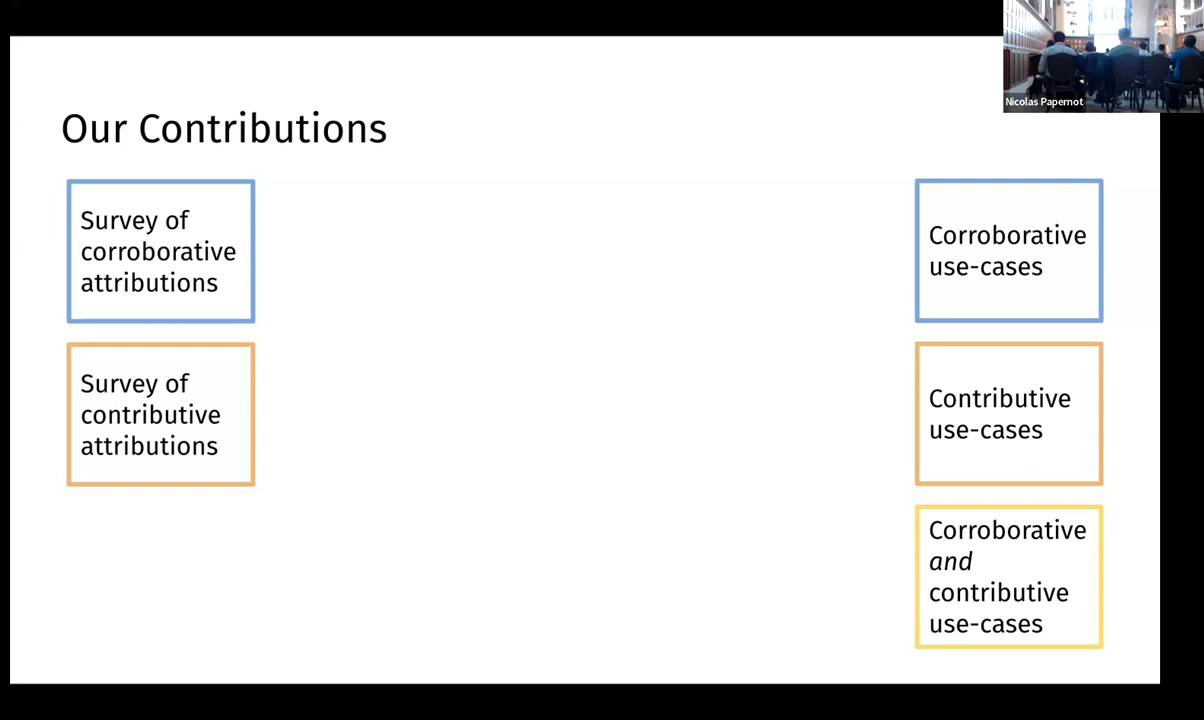 Nicolas Papernot
Our Contributions
Survey of
corroborative
attributions
Corroborative
use-cases
Survey of
contributive
attributions
Contributive
use-cases
Corroborative
and
contributive
use-cases